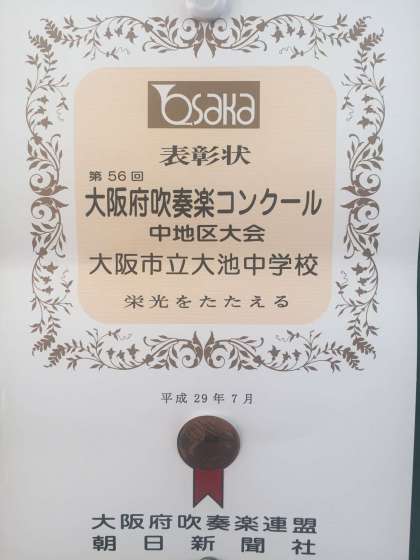 Osaka
表彰状
第56回
大阪府吹奏楽コンクール
中地区大会
大阪市立大池中学校
栄光をたたえる
平成29年7月
大阪府吹奏楽連盟
朝日新聞社